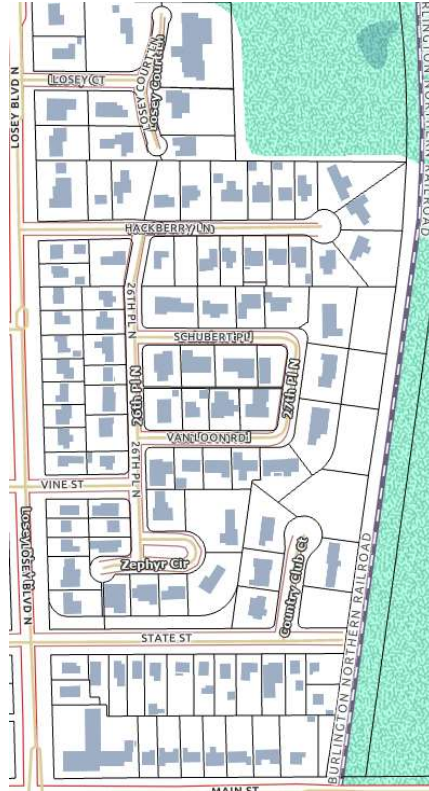 LOSEY BLVD N
LOSEY CT
LOSEY COURT LN
Losey Court Ln
BURLINGTON NORTHERN RAILROAD
HACKBERRY LN
26TH PL N
SCHUBERT PL
26th Pl N
27th Pl N
VAN LOON RD
26TH PL N
VINE ST
Losey Blvd N
LOSEY BLVD N
Zephyr Cir
Country Club Ct
STATE ST
BURLINGTON NORTHERN RAILROAD
MAIN ST